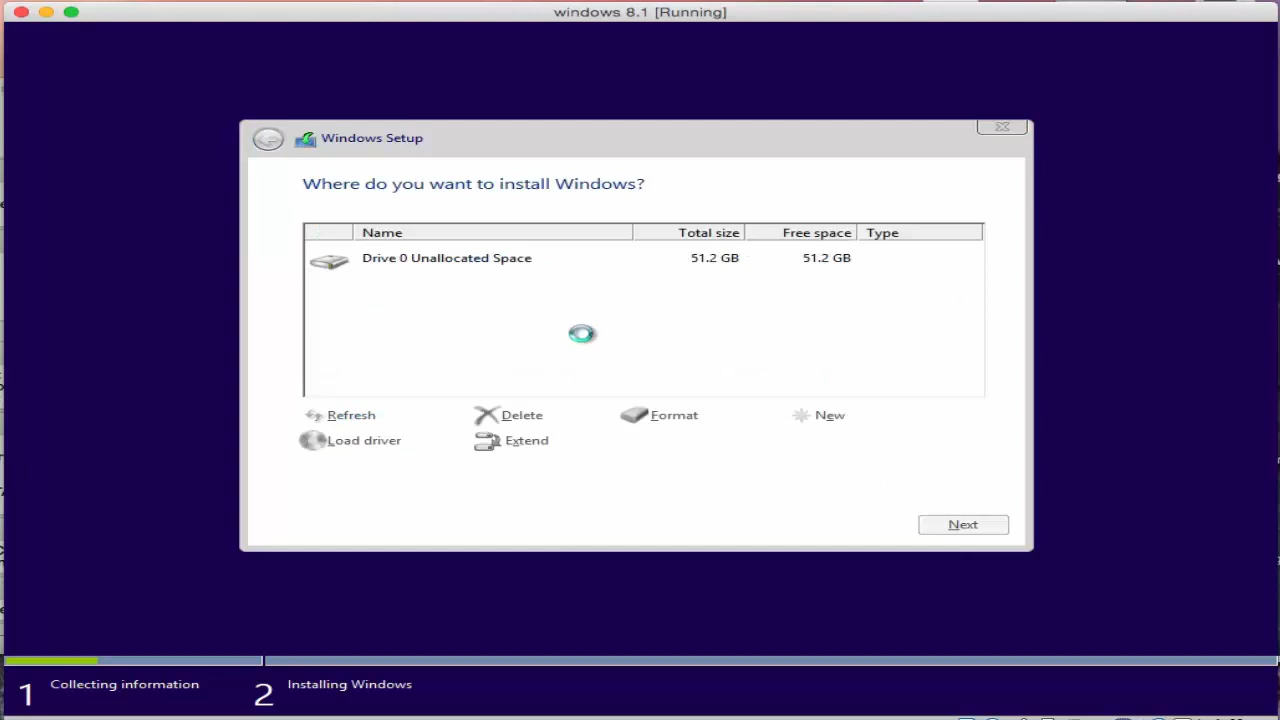 windows 8.1 [Running]
Windows Setup
Where do you want to install Windows?
Name Total size Free space Type
Drive 0 Unallocated Space 51.2 GB 51.2 GB
Refresh Delete Format New
Load driver Extend
Next
1 Collecting information 2 Installing Windows